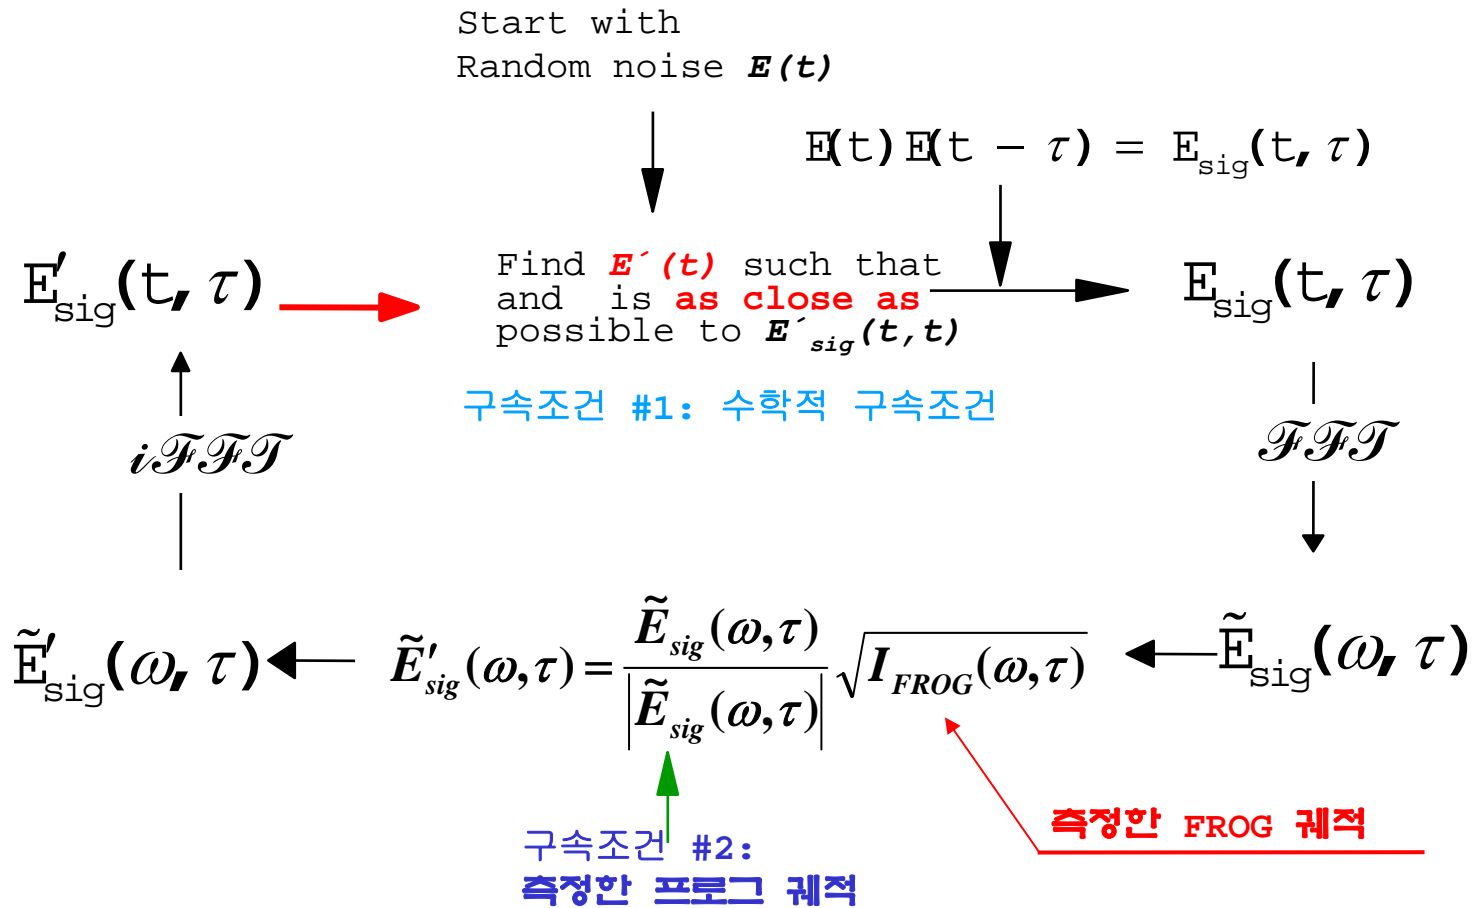 Start with
Random noise E(t)
E(t)E(t − τ) = E_sig(t, τ)
E′_sig(t, τ)
Find E´(t) such that
and is as close as
possible to E´_sig(t,t)
E_sig(t, τ)
구속조건 #1: 수학적 구속조건
iℱℱ𝒯
ℱℱ𝒯
Ẽ′_sig(ω, τ)
Ẽ′_sig(ω,τ) = Ẽ_sig(ω,τ) / |Ẽ_sig(ω,τ)| √I_FROG(ω,τ)
Ẽ_sig(ω, τ)
측정한 FROG 궤적
구속조건 #2:
측정한 프로그 궤적